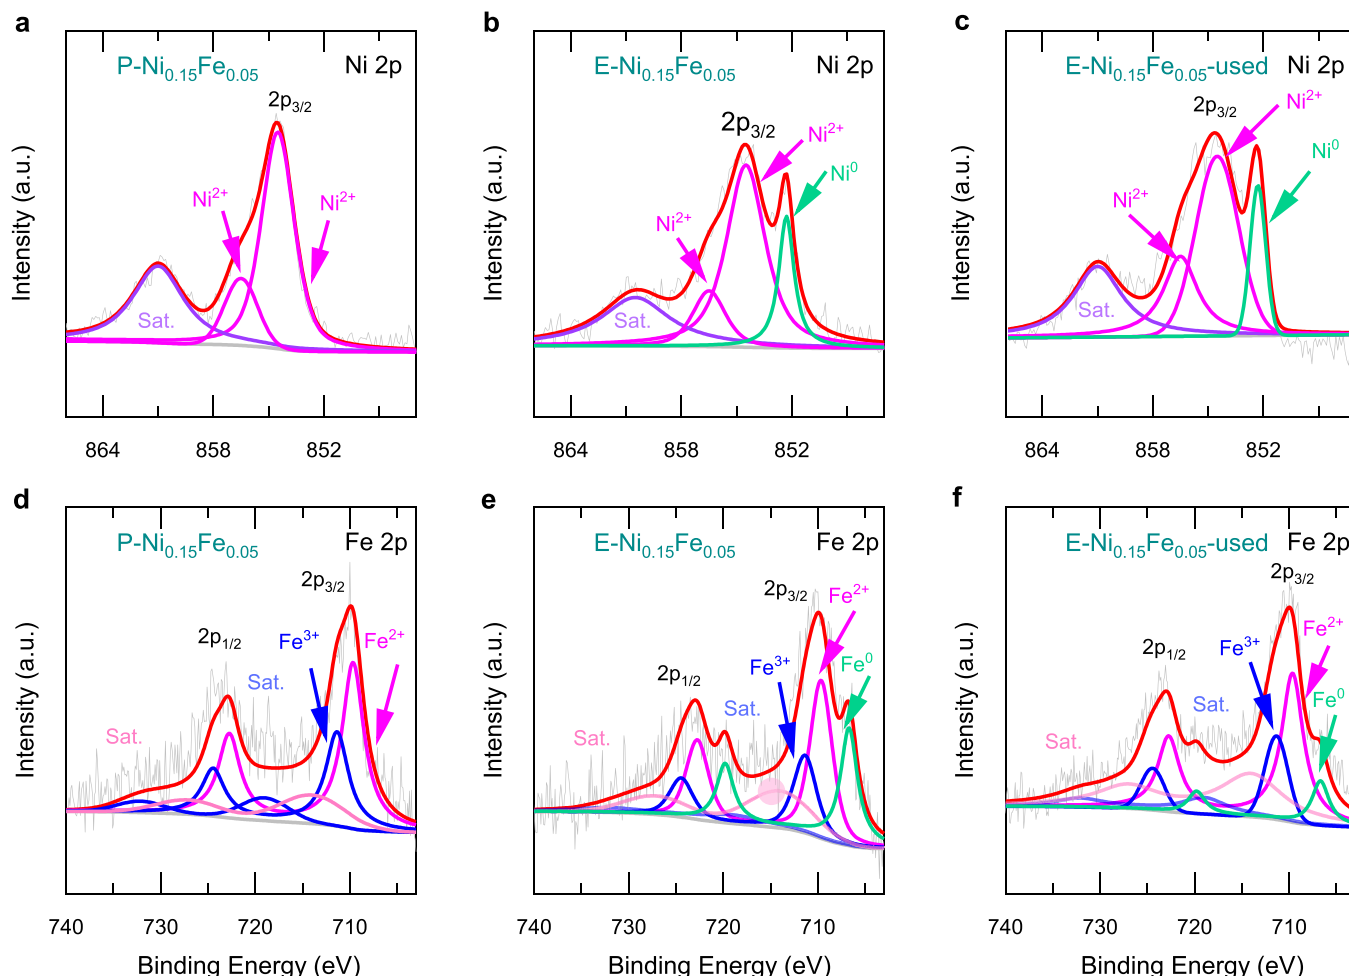 a
P-Ni0.15Fe0.05
Ni 2p
2p3/2
Ni2+
Ni2+
Sat.
Intensity (a.u.)
864 858 852
b
E-Ni0.15Fe0.05
Ni 2p
2p3/2
Ni2+
Ni0
Ni2+
Sat.
Intensity (a.u.)
864 858 852
c
E-Ni0.15Fe0.05-used
Ni 2p
2p3/2
Ni2+
Ni0
Ni2+
Sat.
Intensity (a.u.)
864 858 852
d
P-Ni0.15Fe0.05
Fe 2p
2p3/2
2p1/2
Fe3+
Fe2+
Sat.
Sat.
Intensity (a.u.)
740 730 720 710
Binding Energy (eV)
e
E-Ni0.15Fe0.05
Fe 2p
2p3/2
Fe2+
2p1/2
Fe3+
Fe0
Sat.
Sat.
Intensity (a.u.)
740 730 720 710
Binding Energy (eV)
f
E-Ni0.15Fe0.05-used
Fe 2p
2p3/2
Fe2+
2p1/2
Fe3+
Fe0
Sat.
Sat.
Intensity (a.u.)
740 730 720 710
Binding Energy (eV)